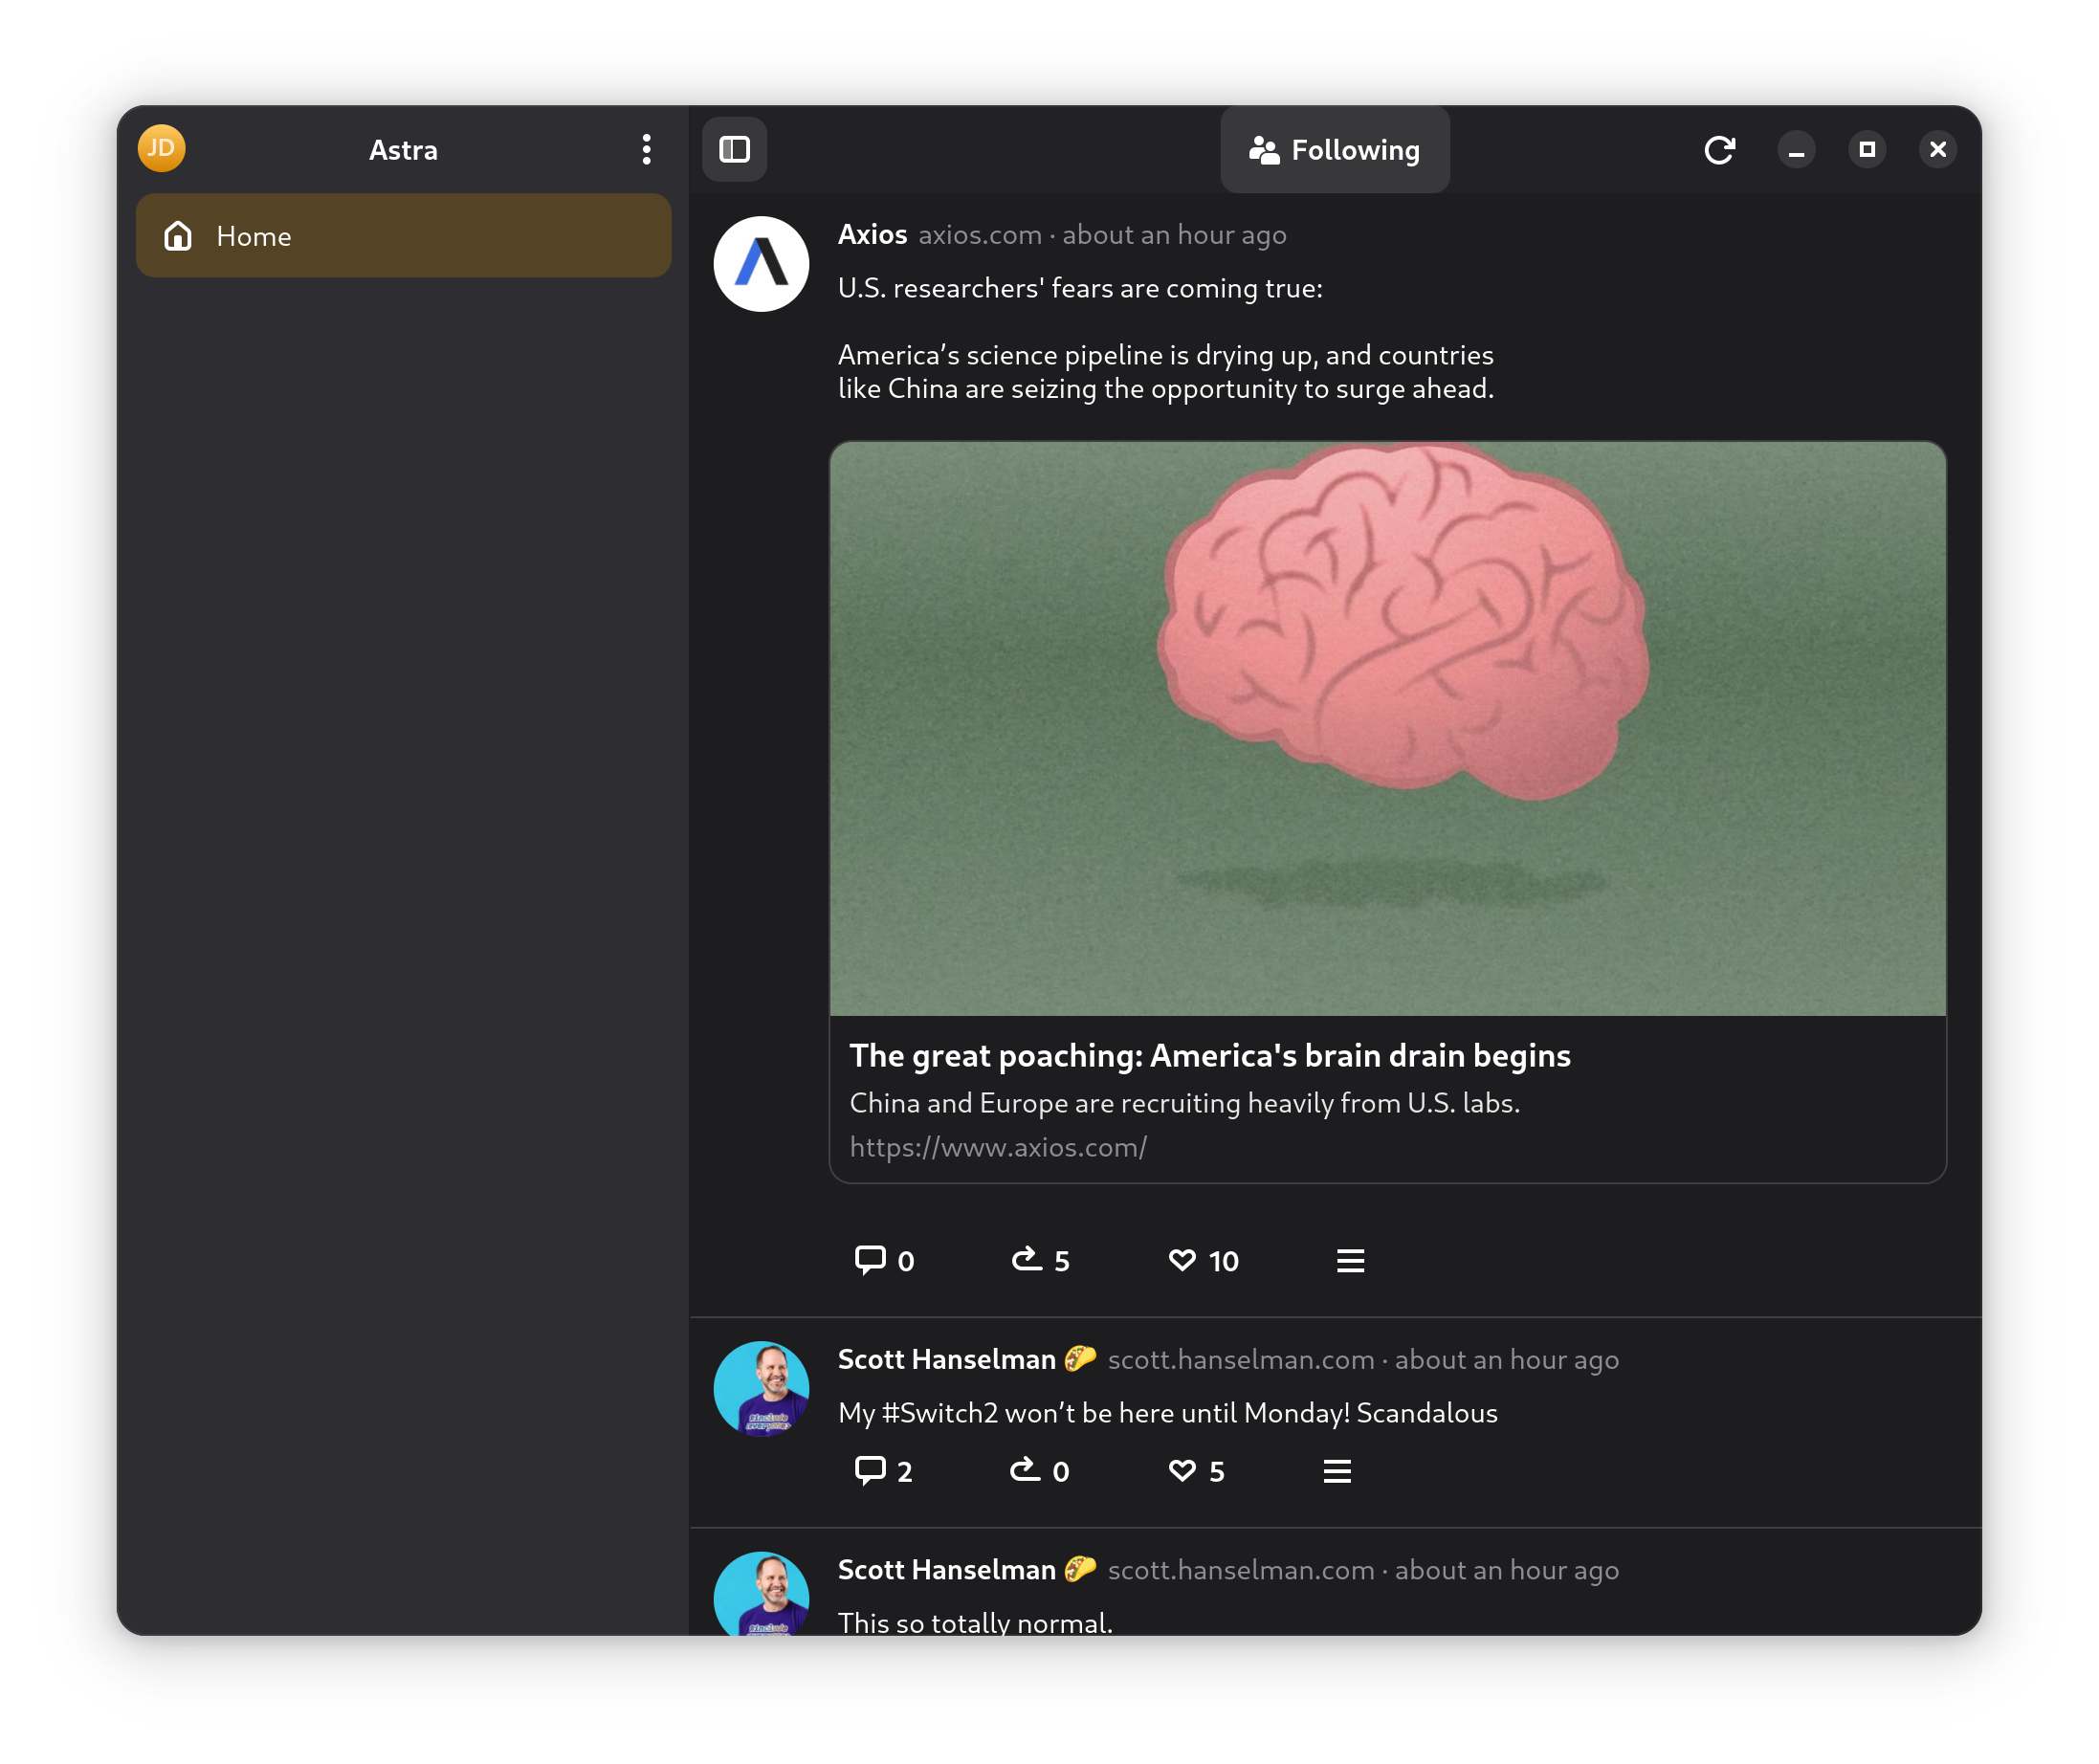 JD
Astra
Following
Home
Axios axios.com · about an hour ago
U.S. researchers' fears are coming true:
America’s science pipeline is drying up, and countries
like China are seizing the opportunity to surge ahead.
The great poaching: America's brain drain begins
China and Europe are recruiting heavily from U.S. labs.
https://www.axios.com/
0 5 10
Scott Hanselman 🌮 scott.hanselman.com · about an hour ago
My #Switch2 won’t be here until Monday! Scandalous
2 0 5
Scott Hanselman 🌮 scott.hanselman.com · about an hour ago
This so totally normal.